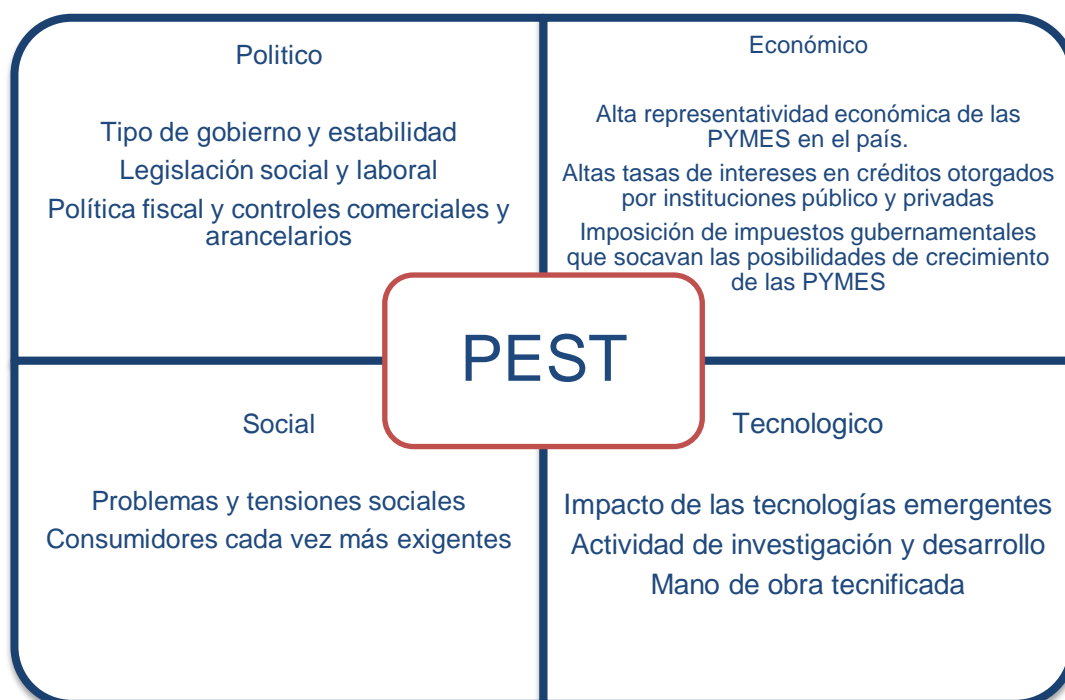 Politico
Tipo de gobierno y estabilidad
Legislación social y laboral
Política fiscal y controles comerciales y
arancelarios
Económico
Alta representatividad económica de las
PYMES en el país.
Altas tasas de intereses en créditos otorgados
por instituciones público y privadas
Imposición de impuestos gubernamentales
que socavan las posibilidades de crecimiento
de las PYMES
PEST
Social
Problemas y tensiones sociales
Consumidores cada vez más exigentes
Tecnologico
Impacto de las tecnologías emergentes
Actividad de investigación y desarrollo
Mano de obra tecnificada